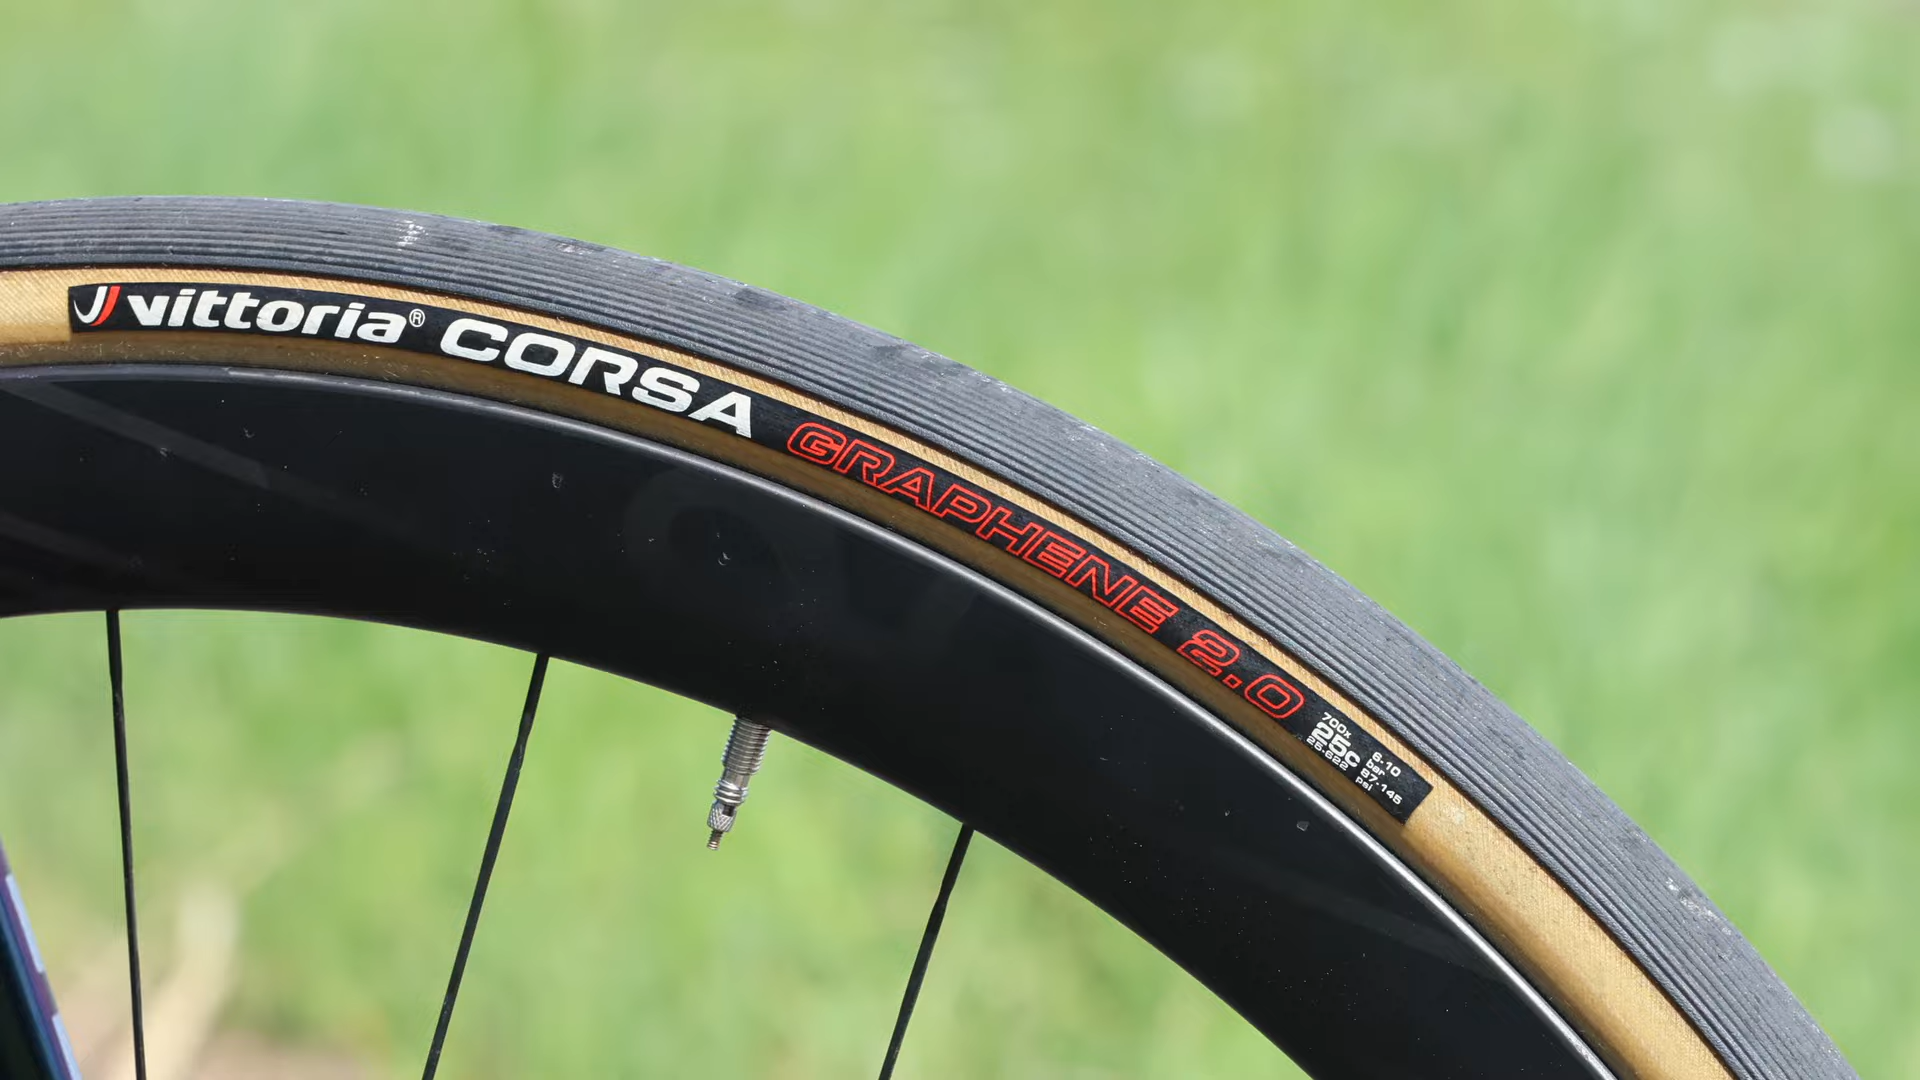 vittoria® CORSA GRAPHENE 2.0
700x
25c
25-622
6-10
bar
87-145
psi